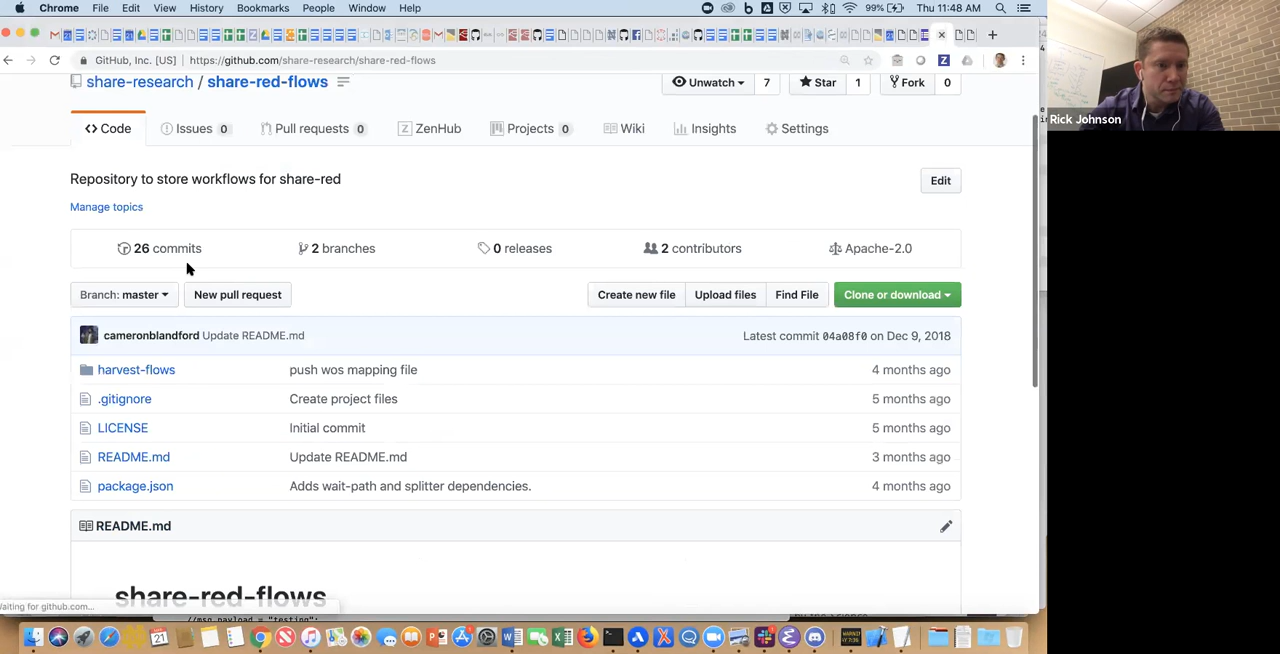 Chrome File Edit View History Bookmarks People Window Help 99% Thu 11:48 AM
GitHub, Inc. [US] https://github.com/share-research/share-red-flows
share-research / share-red-flows Unwatch 7 Star 1 Fork 0
Code Issues 0 Pull requests 0 ZenHub Projects 0 Wiki Insights Settings
Repository to store workflows for share-red Edit
Manage topics
26 commits 2 branches 0 releases 2 contributors Apache-2.0
Branch: master New pull request Create new file Upload files Find File Clone or download
cameronblandford Update README.md Latest commit 04a08f0 on Dec 9, 2018
harvest-flows push wos mapping file 4 months ago
.gitignore Create project files 5 months ago
LICENSE Initial commit 5 months ago
README.md Update README.md 3 months ago
package.json Adds wait-path and splitter dependencies. 4 months ago
README.md
share-red-flows
Waiting for github.com...
//msg.payload = "testing";
Rick Johnson